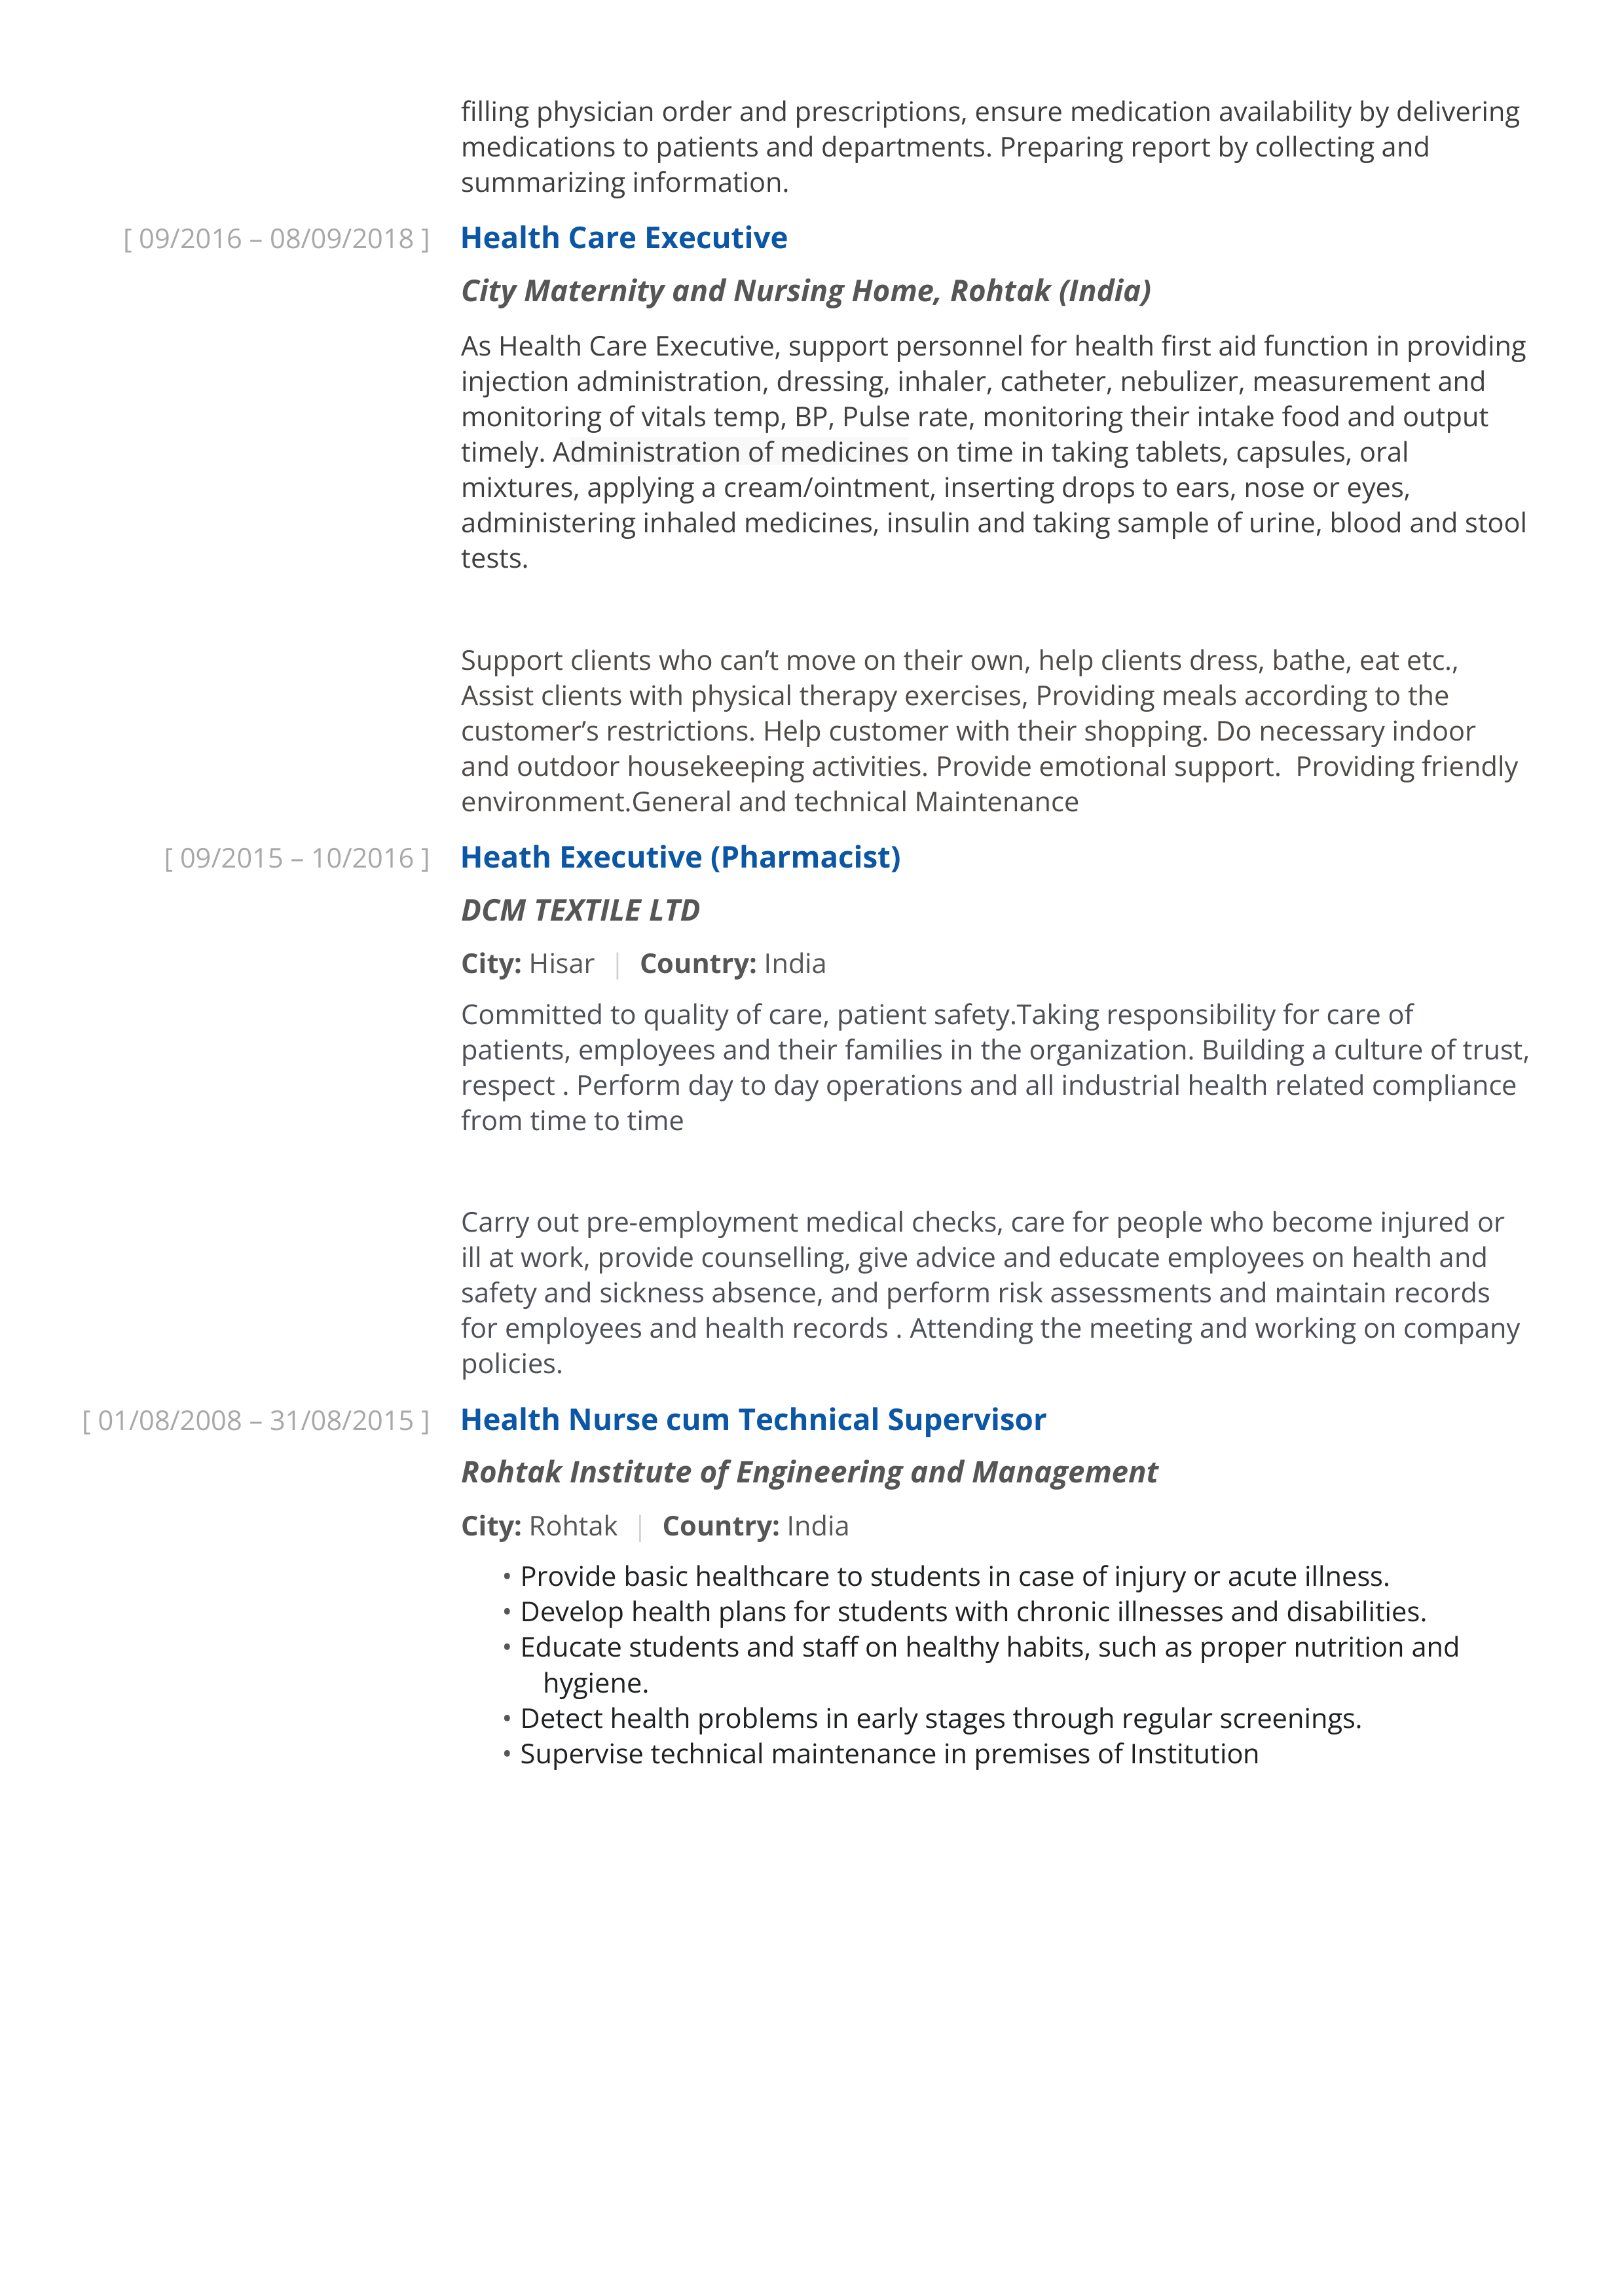 filling physician order and prescriptions, ensure medication availability by delivering
medications to patients and departments. Preparing report by collecting and
summarizing information.
[ 09/2016 – 08/09/2018 ] Health Care Executive
City Maternity and Nursing Home, Rohtak (India)
As Health Care Executive, support personnel for health first aid function in providing
injection administration, dressing, inhaler, catheter, nebulizer, measurement and
monitoring of vitals temp, BP, Pulse rate, monitoring their intake food and output
timely. Administration of medicines on time in taking tablets, capsules, oral
mixtures, applying a cream/ointment, inserting drops to ears, nose or eyes,
administering inhaled medicines, insulin and taking sample of urine, blood and stool
tests.
Support clients who can’t move on their own, help clients dress, bathe, eat etc.,
Assist clients with physical therapy exercises, Providing meals according to the
customer’s restrictions. Help customer with their shopping. Do necessary indoor
and outdoor housekeeping activities. Provide emotional support.  Providing friendly
environment.General and technical Maintenance
[ 09/2015 – 10/2016 ] Heath Executive (Pharmacist)
DCM TEXTILE LTD
City: Hisar | Country: India
Committed to quality of care, patient safety.Taking responsibility for care of
patients, employees and their families in the organization. Building a culture of trust,
respect . Perform day to day operations and all industrial health related compliance
from time to time
Carry out pre-employment medical checks, care for people who become injured or
ill at work, provide counselling, give advice and educate employees on health and
safety and sickness absence, and perform risk assessments and maintain records
for employees and health records . Attending the meeting and working on company
policies.
[ 01/08/2008 – 31/08/2015 ] Health Nurse cum Technical Supervisor
Rohtak Institute of Engineering and Management
City: Rohtak | Country: India
• Provide basic healthcare to students in case of injury or acute illness.
• Develop health plans for students with chronic illnesses and disabilities.
• Educate students and staff on healthy habits, such as proper nutrition and
hygiene.
• Detect health problems in early stages through regular screenings.
• Supervise technical maintenance in premises of Institution